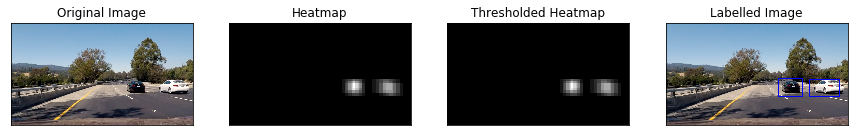 Original Image
Heatmap
Thresholded Heatmap
Labelled Image